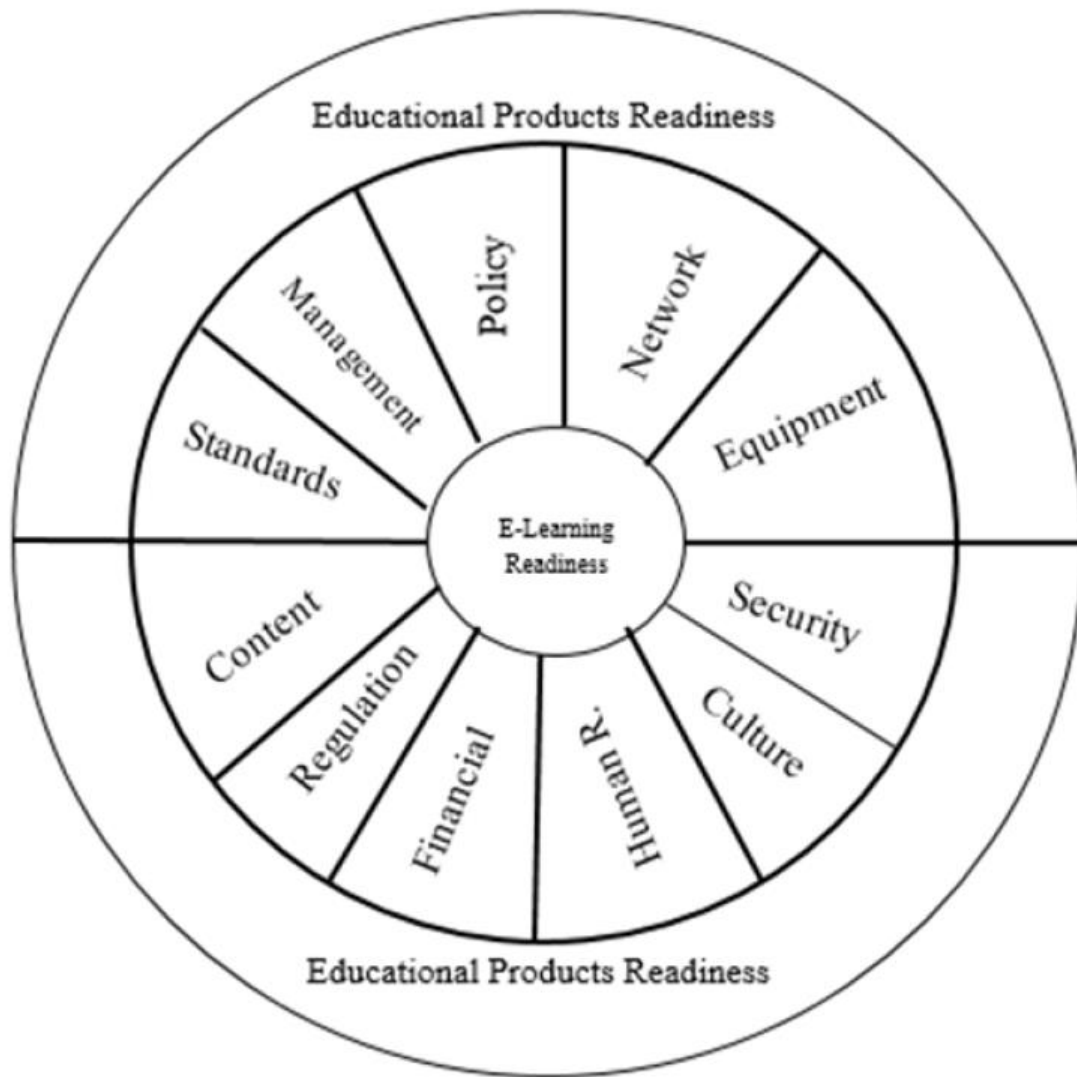 Educational Products Readiness
Policy
Network
Management
Equipment
Standards
E-Learning
Readiness
Content
Security
Regulation
Culture
Financial
Human R.
Educational Products Readiness